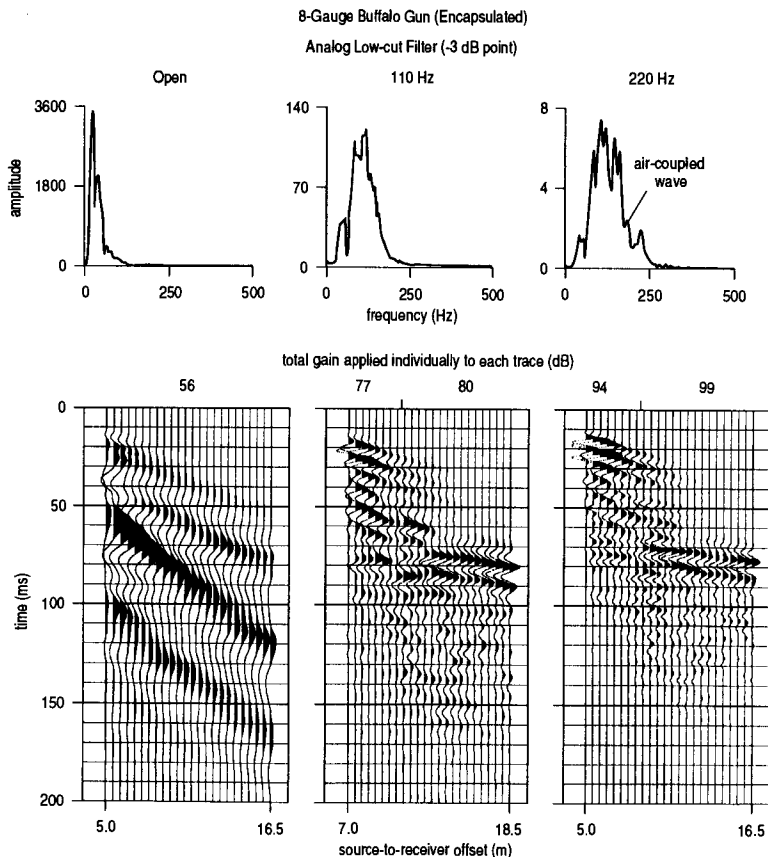 8-Gauge Buffalo Gun (Encapsulated)
Analog Low-cut Filter (-3 dB point)
Open
110 Hz
220 Hz
3600
1800
0
amplitude
0
250
500
140
70
0
0
250
500
frequency (Hz)
8
4
0
air-coupled
wave
0
250
500
total gain applied individually to each trace (dB)
56
77
80
94
99
0
50
100
150
200
time (ms)
5.0
16.5
7.0
18.5
5.0
16.5
source-to-receiver offset (m)